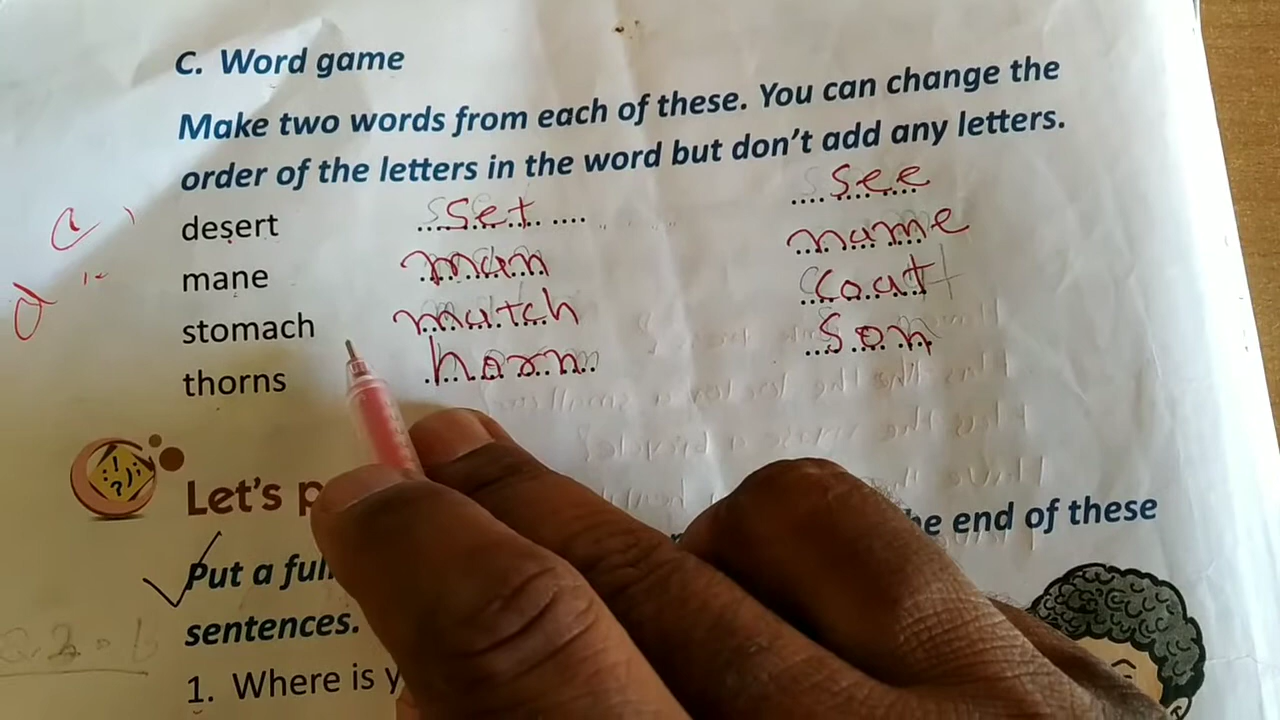 C. Word game
Make two words from each of these. You can change the
order of the letters in the word but don't add any letters.
desert set see
mane man name
stomach match coat
thorns horn son
Let's p
Put a ful he end of these
sentences.
1. Where is y